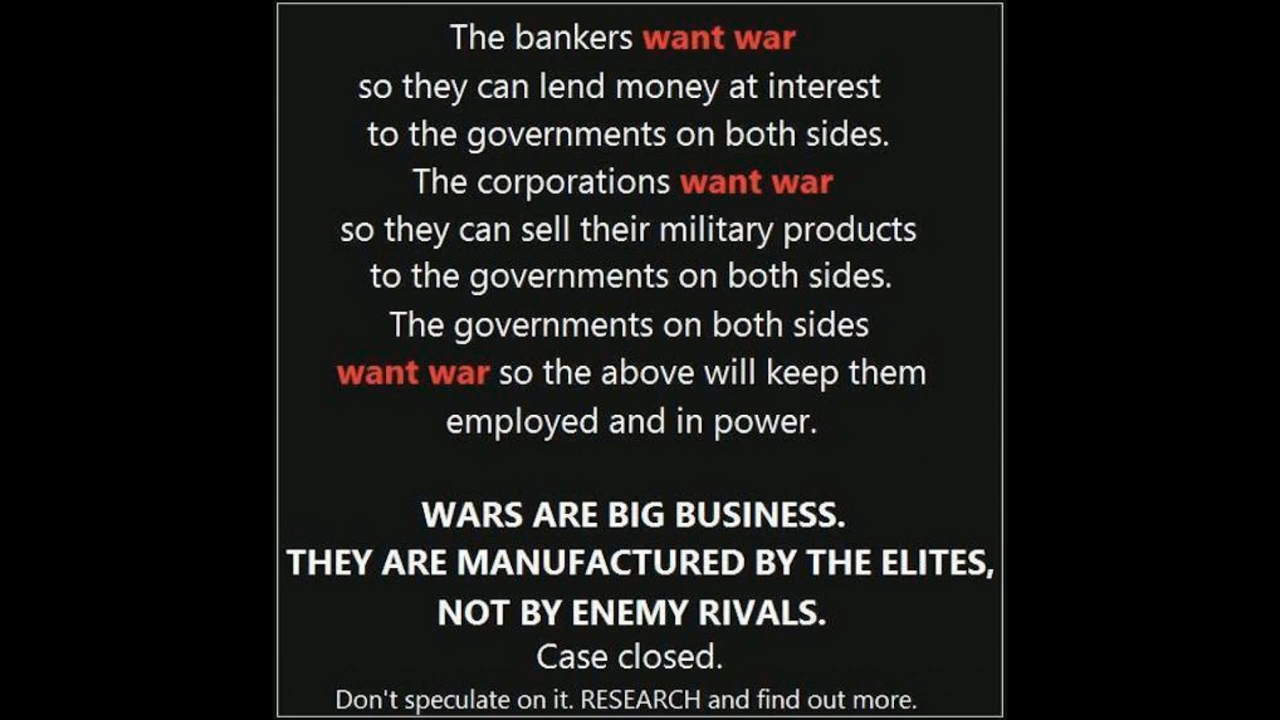 The bankers want war
so they can lend money at interest
to the governments on both sides.
The corporations want war
so they can sell their military products
to the governments on both sides.
The governments on both sides
want war so the above will keep them
employed and in power.
WARS ARE BIG BUSINESS.
THEY ARE MANUFACTURED BY THE ELITES,
NOT BY ENEMY RIVALS.
Case closed.
Don't speculate on it. RESEARCH and find out more.